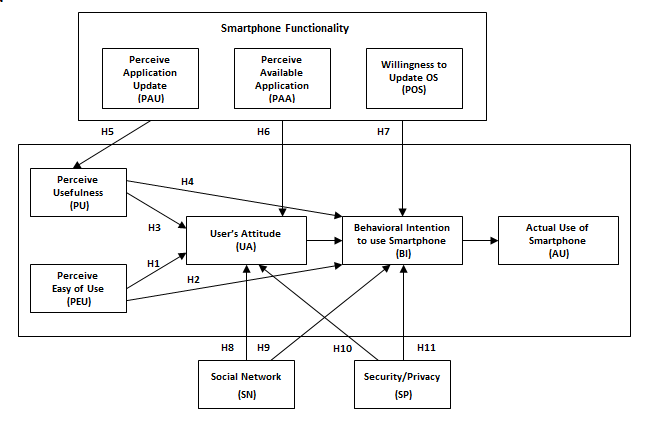 Smartphone Functionality
Perceive
Application
Update
(PAU)
Perceive
Available
Application
(PAA)
Willingness to
Update OS
(POS)
H5
H6
H7
Perceive
Usefulness
(PU)
H4
H3
User's Attitude
(UA)
Behavioral Intention
to use Smartphone
(BI)
Actual Use of
Smartphone
(AU)
H1
H2
Perceive
Easy of Use
(PEU)
H8
H9
H10
H11
Social Network
(SN)
Security/Privacy
(SP)